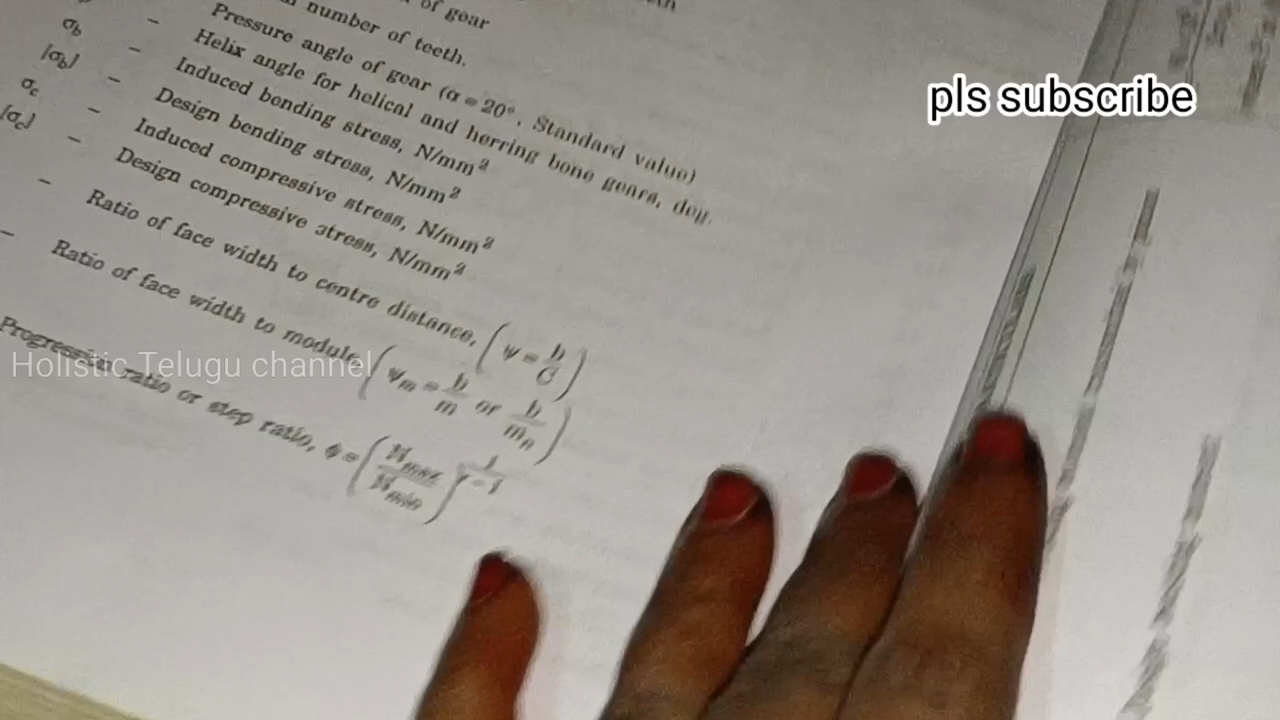 of gear
number of teeth.
Pressure angle of gear (α = 20°, Standard value)
Helix angle for helical and herring bone gears, deg.
σb - Induced bending stress, N/mm²
[σb] - Design bending stress, N/mm²
σc - Induced compressive stress, N/mm²
[σc] - Design compressive stress, N/mm²
- Ratio of face width to centre distance, (ψ = b/C)
- Ratio of face width to module, (ψm = b/m or b/mn)
Progression ratio or step ratio, φ = (Nmax/Nmin)^(1/r-1)
pls subscribe
Holistic Telugu channel